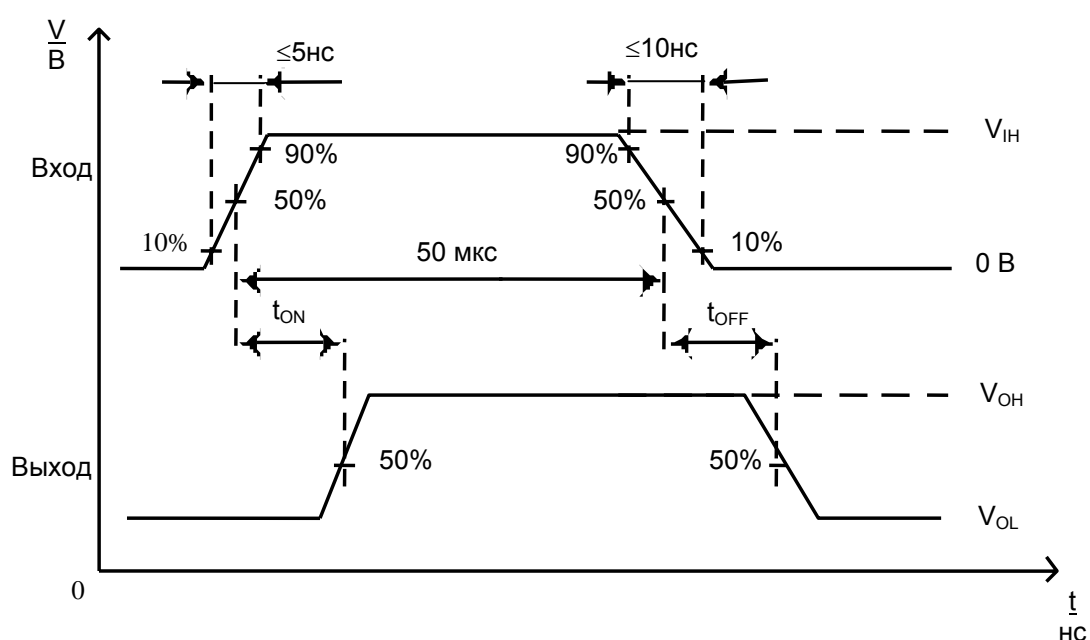 V
В
≤5нс
≤10нс
V_IH
Вход
90%
90%
50%
50%
10%
10%
50 мкс
0 В
t_ON
t_OFF
V_OH
Выход
50%
50%
V_OL
0
t
нс